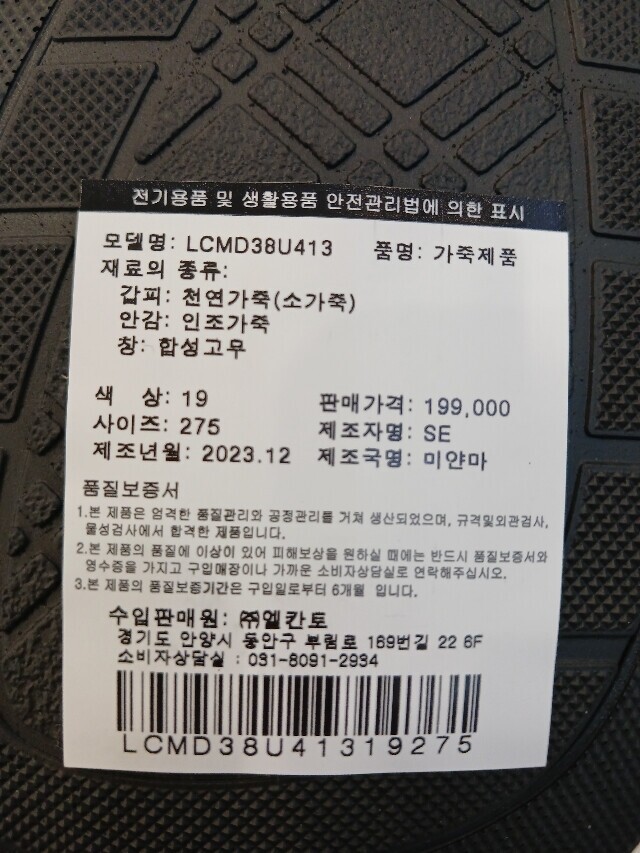 전기용품 및 생활용품 안전관리법에 의한 표시
모델명: LCMD38U413 품명: 가죽제품
재료의 종류:
갑피: 천연가죽(소가죽)
안감: 인조가죽
창: 합성고무
색 상: 19 판매가격: 199,000
사이즈: 275 제조자명: SE
제조년월: 2023.12 제조국명: 미얀마
품질보증서
1.본 제품은 엄격한 품질관리와 공정관리를 거쳐 생산되었으며, 규격및외관검사,
물성검사에서 합격한 제품입니다.
2.본 제품의 품질에 이상이 있어 피해보상을 원하실 때에는 반드시 품질보증서와
영수증을 가지고 구입매장이나 가까운 소비자상담실로 연락해주십시오.
3.본 제품의 품질보증기간은 구입일로부터 6개월 입니다.
수입판매원: ㈜엘칸토
경기도 안양시 동안구 부림로 169번길 22 6F
소비자상담실 : 031-8091-2934
LCMD38U41319275